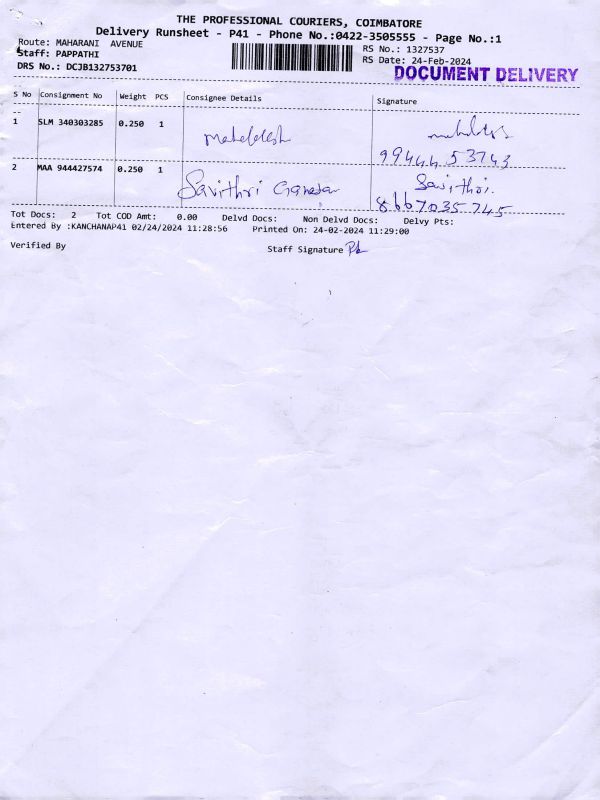 THE PROFESSIONAL COURIERS, COIMBATORE
Delivery Runsheet - P41 - Phone No.:0422-3505555 - Page No.:1
Route: MAHARANI AVENUE
RS No.: 1327537
Staff: PAPPATHI
RS Date: 24-Feb-2024
DRS No.: DCJB132753701
DOCUMENT DELIVERY
S No Consignment No Weight PCS Consignee Details Signature
1 SLM 340303285 0.250 1
99444 53743
2 MAA 944427574 0.250 1 Savithri Ganesan Savithri.
8667035745
Tot Docs: 2 Tot COD Amt: 0.00 Delvd Docs: Non Delvd Docs: Delvy Pts:
Entered By :KANCHANAP41 02/24/2024 11:28:56 Printed On: 24-02-2024 11:29:00
Verified By Staff Signature